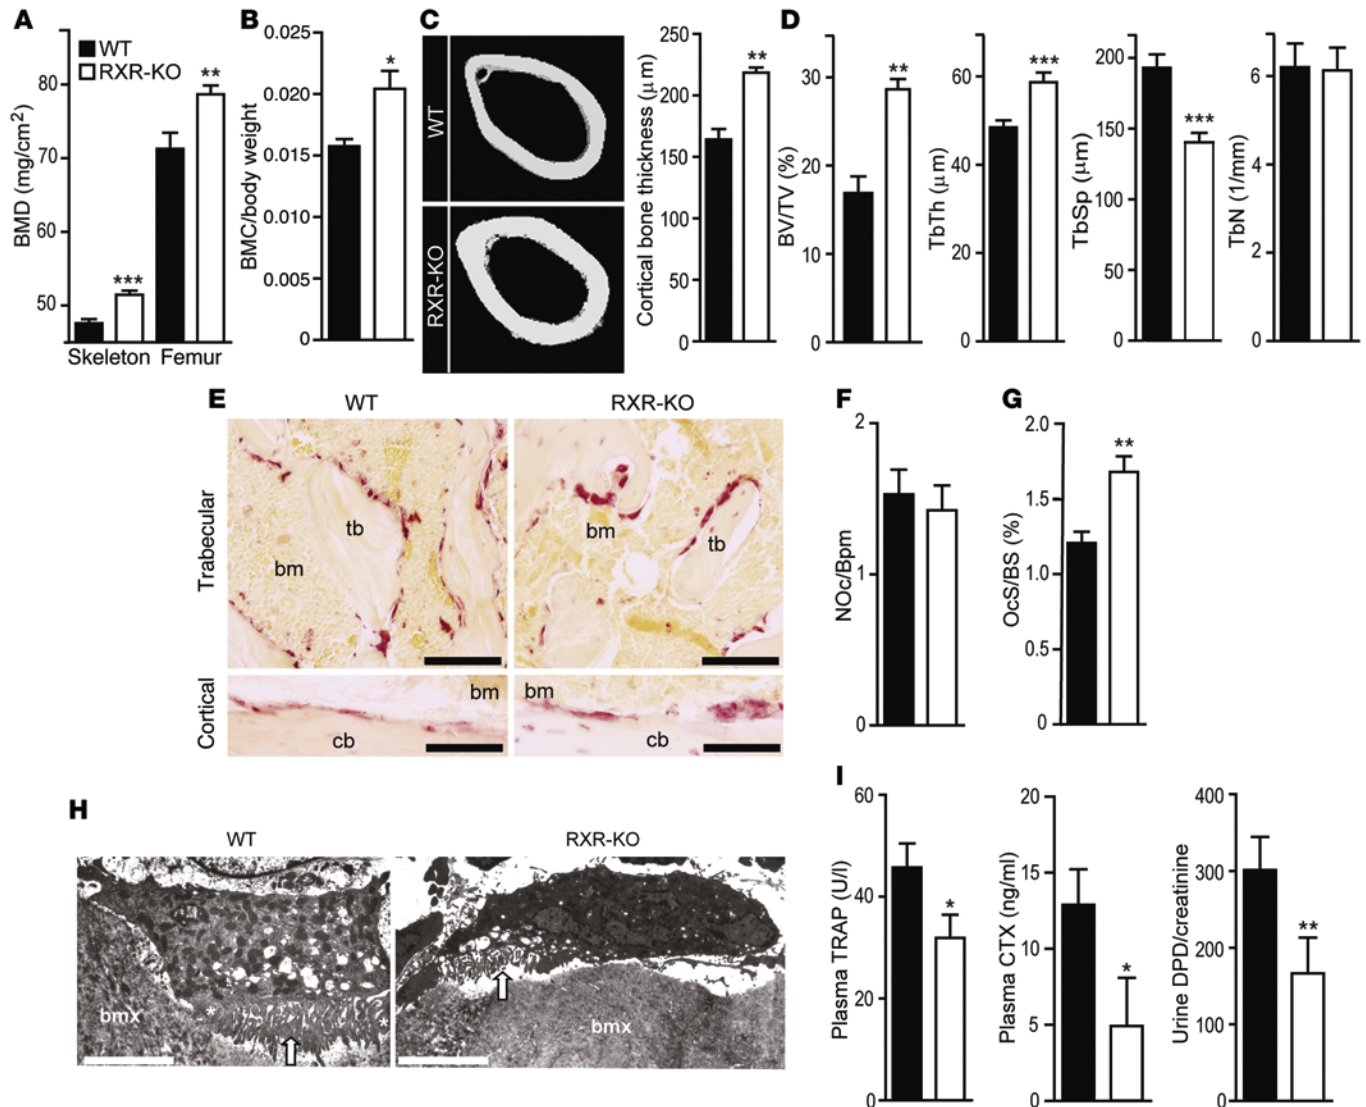 A
WT
RXR-KO
BMD (mg/cm²)
80
70
60
50
**
***
Skeleton
Femur
B
BMC/body weight
0.025
0.020
0.015
0.010
0.005
0
*
C
WT
RXR-KO
Cortical bone thickness (μm)
250
200
150
100
50
0
**
D
BV/TV (%)
30
20
10
0
**
TbTh (μm)
60
40
20
0
***
TbSp (μm)
200
150
100
50
0
***
TbN (1/mm)
6
4
2
0
E
WT
RXR-KO
Trabecular
tb
bm
bm
tb
Cortical
bm
cb
bm
cb
F
NOc/Bpm
2
1
0
G
OcS/BS (%)
2.0
1.5
1.0
0.5
0
**
H
WT
RXR-KO
bmx
*
*
bmx
I
Plasma TRAP (U/l)
60
40
20
0
*
Plasma CTX (ng/ml)
20
15
10
5
0
*
Urine DPD/creatinine
400
300
200
100
0
**